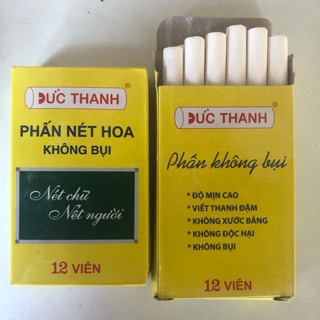 ĐỨC THANH
PHẤN NÉT HOA
KHÔNG BỤI
Nét chữ
Nết người
12 VIÊN
ĐỨC THANH
Phấn không bụi
* ĐỘ MỊN CAO
* VIẾT THANH ĐẬM
* KHÔNG XƯỚC BẢNG
* KHÔNG ĐỘC HẠI
* KHÔNG BỤI
12 VIÊN